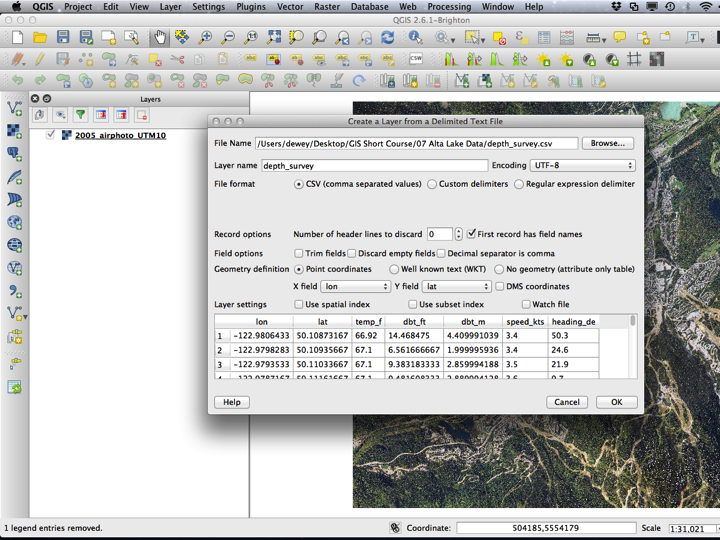 QGIS Project Edit View Layer Settings Plugins Vector Raster Database Web Processing Window Help
QGIS 2.6.1-Brighton
CSW
Layers
2005_airphoto_UTM10
Create a Layer from a Delimited Text File
File Name /Users/dewey/Desktop/GIS Short Course/07 Alta Lake Data/depth_survey.csv Browse...
Layer name depth_survey Encoding UTF-8
File format CSV (comma separated values) Custom delimiters Regular expression delimiter
Record options Number of header lines to discard 0 First record has field names
Field options Trim fields Discard empty fields Decimal separator is comma
Geometry definition Point coordinates Well known text (WKT) No geometry (attribute only table)
X field lon Y field lat DMS coordinates
Layer settings Use spatial index Use subset index Watch file
lon lat temp_f dbt_ft dbt_m speed_kts heading_de
1 -122.9806433 50.10873167 66.92 14.468475 4.409991039 3.4 50.3
2 -122.9798283 50.10935667 67.1 6.561666667 1.999995936 3.4 24.6
3 -122.9793533 50.11033667 67.1 9.383183333 2.859994188 3.5 21.9
Help Cancel OK
1 legend entries removed. Coordinate: 504185,5554179 Scale 1:31,021